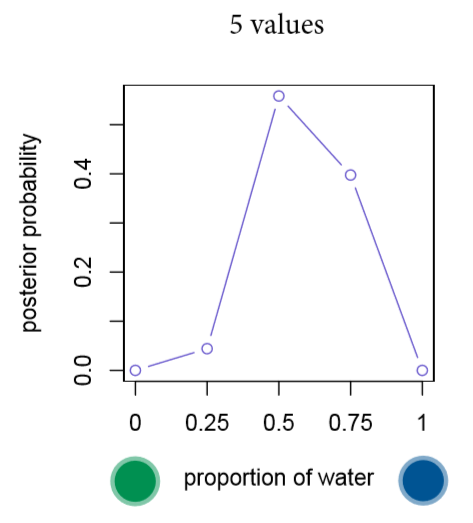 5 values
posterior probability
0.4
0.2
0.0
0 0.25 0.5 0.75 1
proportion of water